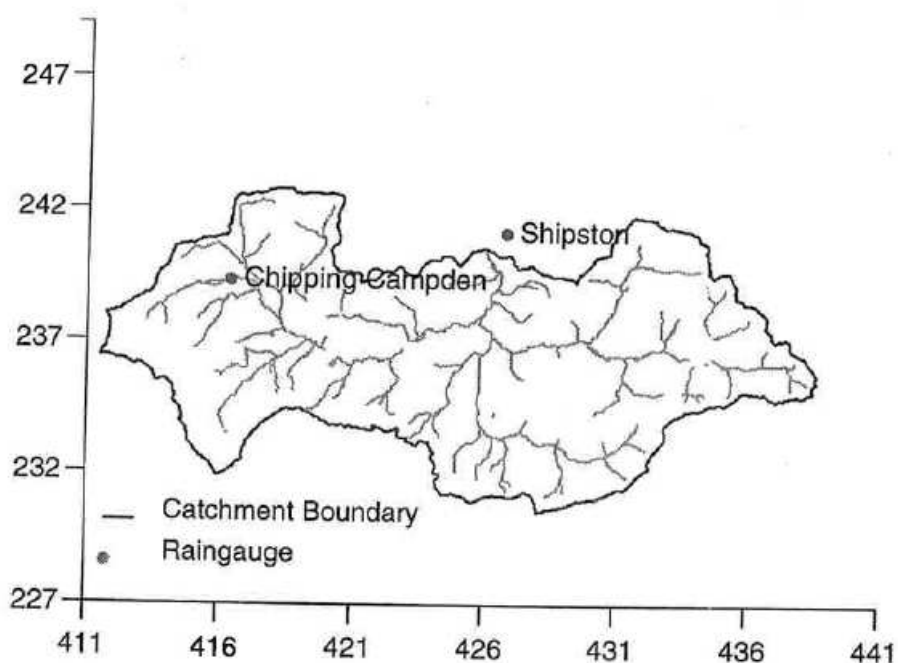 247
242
Shipston
Chipping Campden
237
232
Catchment Boundary
Raingauge
227
411 416 421 426 431 436 441